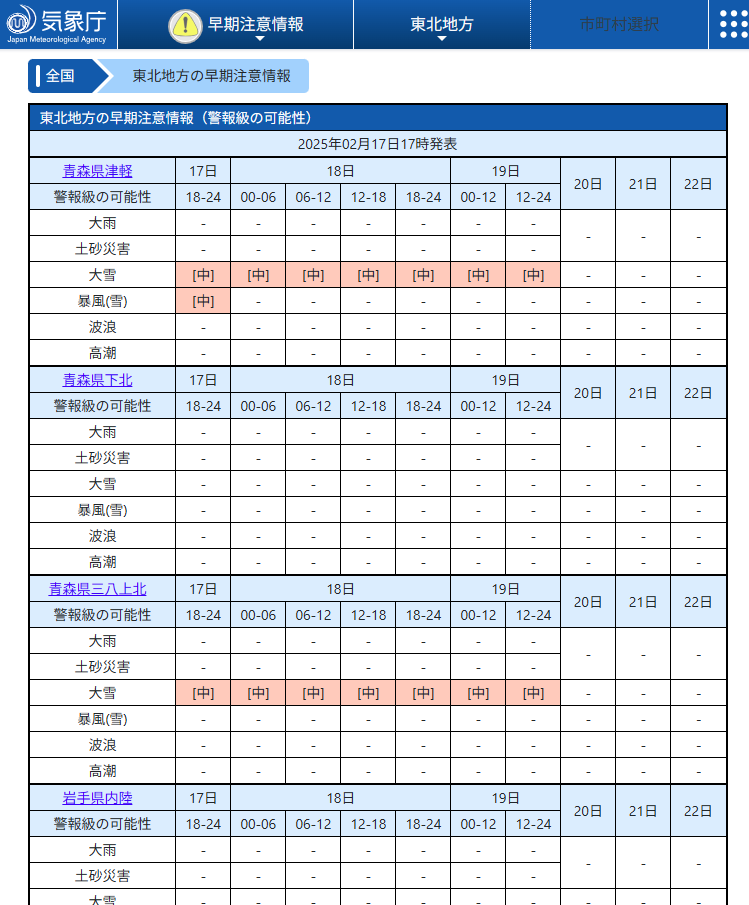 気象庁
Japan Meteorological Agency
早期注意情報
東北地方
市町村選択
全国
東北地方の早期注意情報
東北地方の早期注意情報（警報級の可能性）
2025年02月17日17時発表
青森県津軽 17日 18日 19日 20日 21日 22日
警報級の可能性 18-24 00-06 06-12 12-18 18-24 00-12 12-24
大雨 - - - - - - - - - -
土砂災害 - - - - - - -
大雪 [中] [中] [中] [中] [中] [中] [中] - - -
暴風(雪) [中] - - - - - - - - -
波浪 - - - - - - - - - -
高潮 - - - - - - - - - -
青森県下北 17日 18日 19日 20日 21日 22日
警報級の可能性 18-24 00-06 06-12 12-18 18-24 00-12 12-24
大雨 - - - - - - - - - -
土砂災害 - - - - - - -
大雪 - - - - - - - - - -
暴風(雪) - - - - - - - - - -
波浪 - - - - - - - - - -
高潮 - - - - - - - - - -
青森県三八上北 17日 18日 19日 20日 21日 22日
警報級の可能性 18-24 00-06 06-12 12-18 18-24 00-12 12-24
大雨 - - - - - - - - - -
土砂災害 - - - - - - -
大雪 [中] [中] [中] [中] [中] [中] [中] - - -
暴風(雪) - - - - - - - - - -
波浪 - - - - - - - - - -
高潮 - - - - - - - - - -
岩手県内陸 17日 18日 19日 20日 21日 22日
警報級の可能性 18-24 00-06 06-12 12-18 18-24 00-12 12-24
大雨 - - - - - - - - - -
土砂災害 - - - - - - -
大雪 - - - - - - - - - -